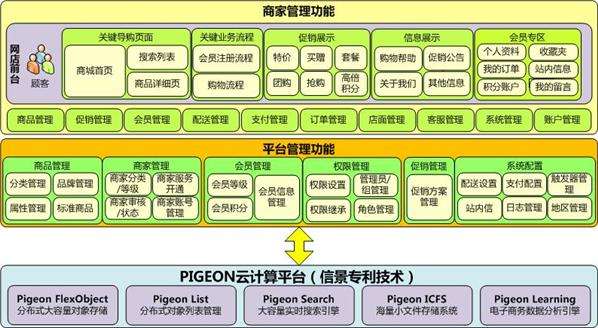 商家管理功能
网店前台
顾客
关键导购页面
商城首页
搜索列表
商品详细页
关键业务流程
会员注册流程
购物流程
促销展示
特价
买赠
套餐
团购
抢购
高倍
积分
信息展示
购物帮助
促销公告
关于我们
其他信息
会员专区
个人资料
收藏夹
我的订单
站内信息
积分账户
我的留言
商品管理
促销管理
会员管理
配送管理
支付管理
订单管理
店面管理
客服管理
系统管理
账户管理
平台管理功能
商品管理
分类管理
品牌管理
属性管理
标准商品
商家管理
商家分类
/等级
商家服务
开通
商家审核
/状态
商家账号
管理
会员管理
会员等级
会员积分
会员信息
管理
权限管理
权限设置
管理员/
组管理
权限继承
角色管理
促销管理
促销方案
管理
系统配置
配送设置
支付配置
触发器管
理
站内信
日志管理
地区管理
PIGEON云计算平台（信景专利技术）
Pigeon FlexObject
分布式大容量对象存储
Pigeon List
分布式对象列表管理
Pigeon Search
大容量实时搜索引擎
Pigeon ICFS
海量小文件存储系统
Pigeon Learning
电子商务数据分析引擎